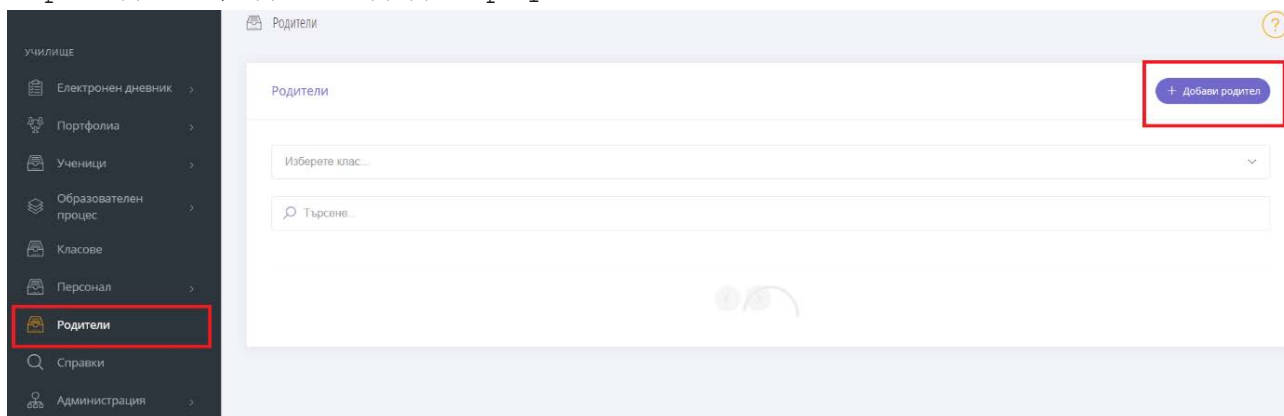 Родители
?
УЧИЛИЩЕ
Електронен дневник
Родители
+ Добави родител
Портфолиа
Ученици
Изберете клас...
Образователен
процес
Търсене...
Класове
Персонал
Родители
Справки
Администрация